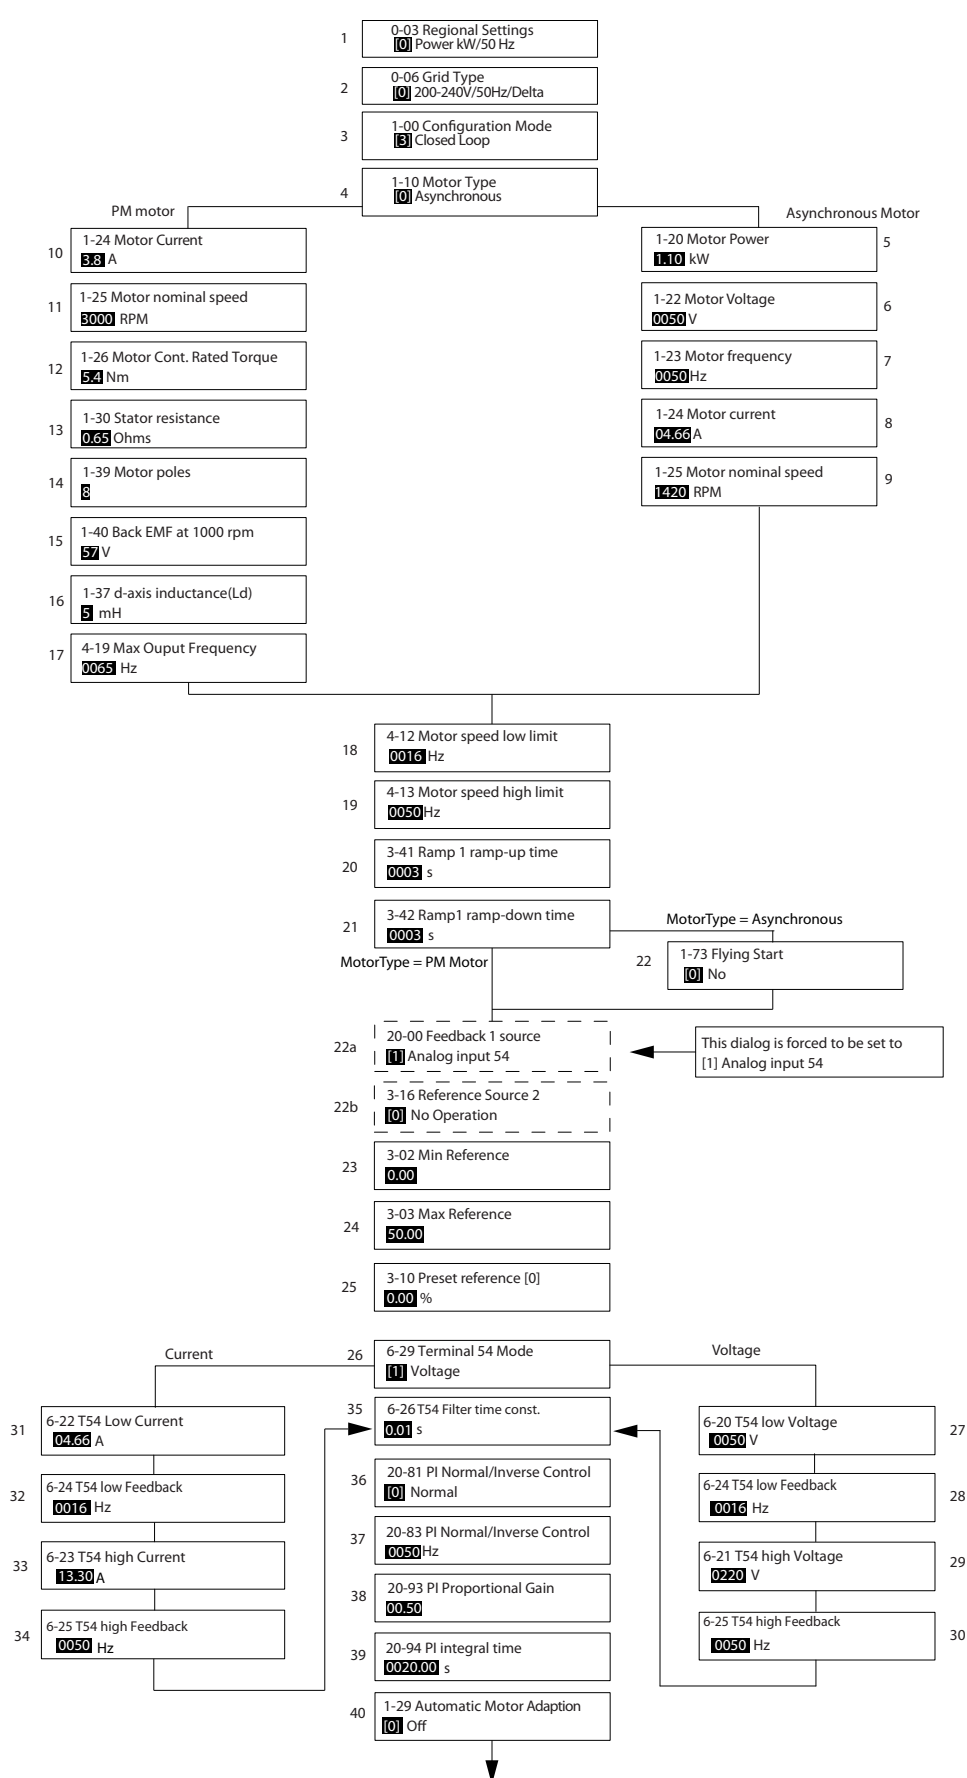 1
0-03 Regional Settings
[0] Power kW/50 Hz
2
0-06 Grid Type
[0] 200-240V/50Hz/Delta
3
1-00 Configuration Mode
[3] Closed Loop
4
1-10 Motor Type
[0] Asynchronous
PM motor
10
1-24 Motor Current
3.8 A
11
1-25 Motor nominal speed
3000 RPM
12
1-26 Motor Cont. Rated Torque
5.4 Nm
13
1-30 Stator resistance
0.65 Ohms
14
1-39 Motor poles
8
15
1-40 Back EMF at 1000 rpm
57 V
16
1-37 d-axis inductance(Ld)
5 mH
17
4-19 Max Ouput Frequency
0065 Hz
Asynchronous Motor
1-20 Motor Power
1.10 kW
5
1-22 Motor Voltage
0050 V
6
1-23 Motor frequency
0050 Hz
7
1-24 Motor current
04.66 A
8
1-25 Motor nominal speed
1420 RPM
9
18
4-12 Motor speed low limit
0016 Hz
19
4-13 Motor speed high limit
0050 Hz
20
3-41 Ramp 1 ramp-up time
0003 s
21
3-42 Ramp1 ramp-down time
0003 s
MotorType = Asynchronous
MotorType = PM Motor
22
1-73 Flying Start
[0] No
22a
20-00 Feedback 1 source
[1] Analog input 54
This dialog is forced to be set to
[1] Analog input 54
22b
3-16 Reference Source 2
[0] No Operation
23
3-02 Min Reference
0.00
24
3-03 Max Reference
50.00
25
3-10 Preset reference [0]
0.00 %
26
6-29 Terminal 54 Mode
[1] Voltage
Current
31
6-22 T54 Low Current
04.66 A
32
6-24 T54 low Feedback
0016 Hz
33
6-23 T54 high Current
13.30 A
34
6-25 T54 high Feedback
0050 Hz
Voltage
6-20 T54 low Voltage
0050 V
27
6-24 T54 low Feedback
0016 Hz
28
6-21 T54 high Voltage
0220 V
29
6-25 T54 high Feedback
0050 Hz
30
35
6-26 T54 Filter time const.
0.01 s
36
20-81 PI Normal/Inverse Control
[0] Normal
37
20-83 PI Normal/Inverse Control
0050 Hz
38
20-93 PI Proportional Gain
00.50
39
20-94 PI integral time
0020.00 s
40
1-29 Automatic Motor Adaption
[0] Off